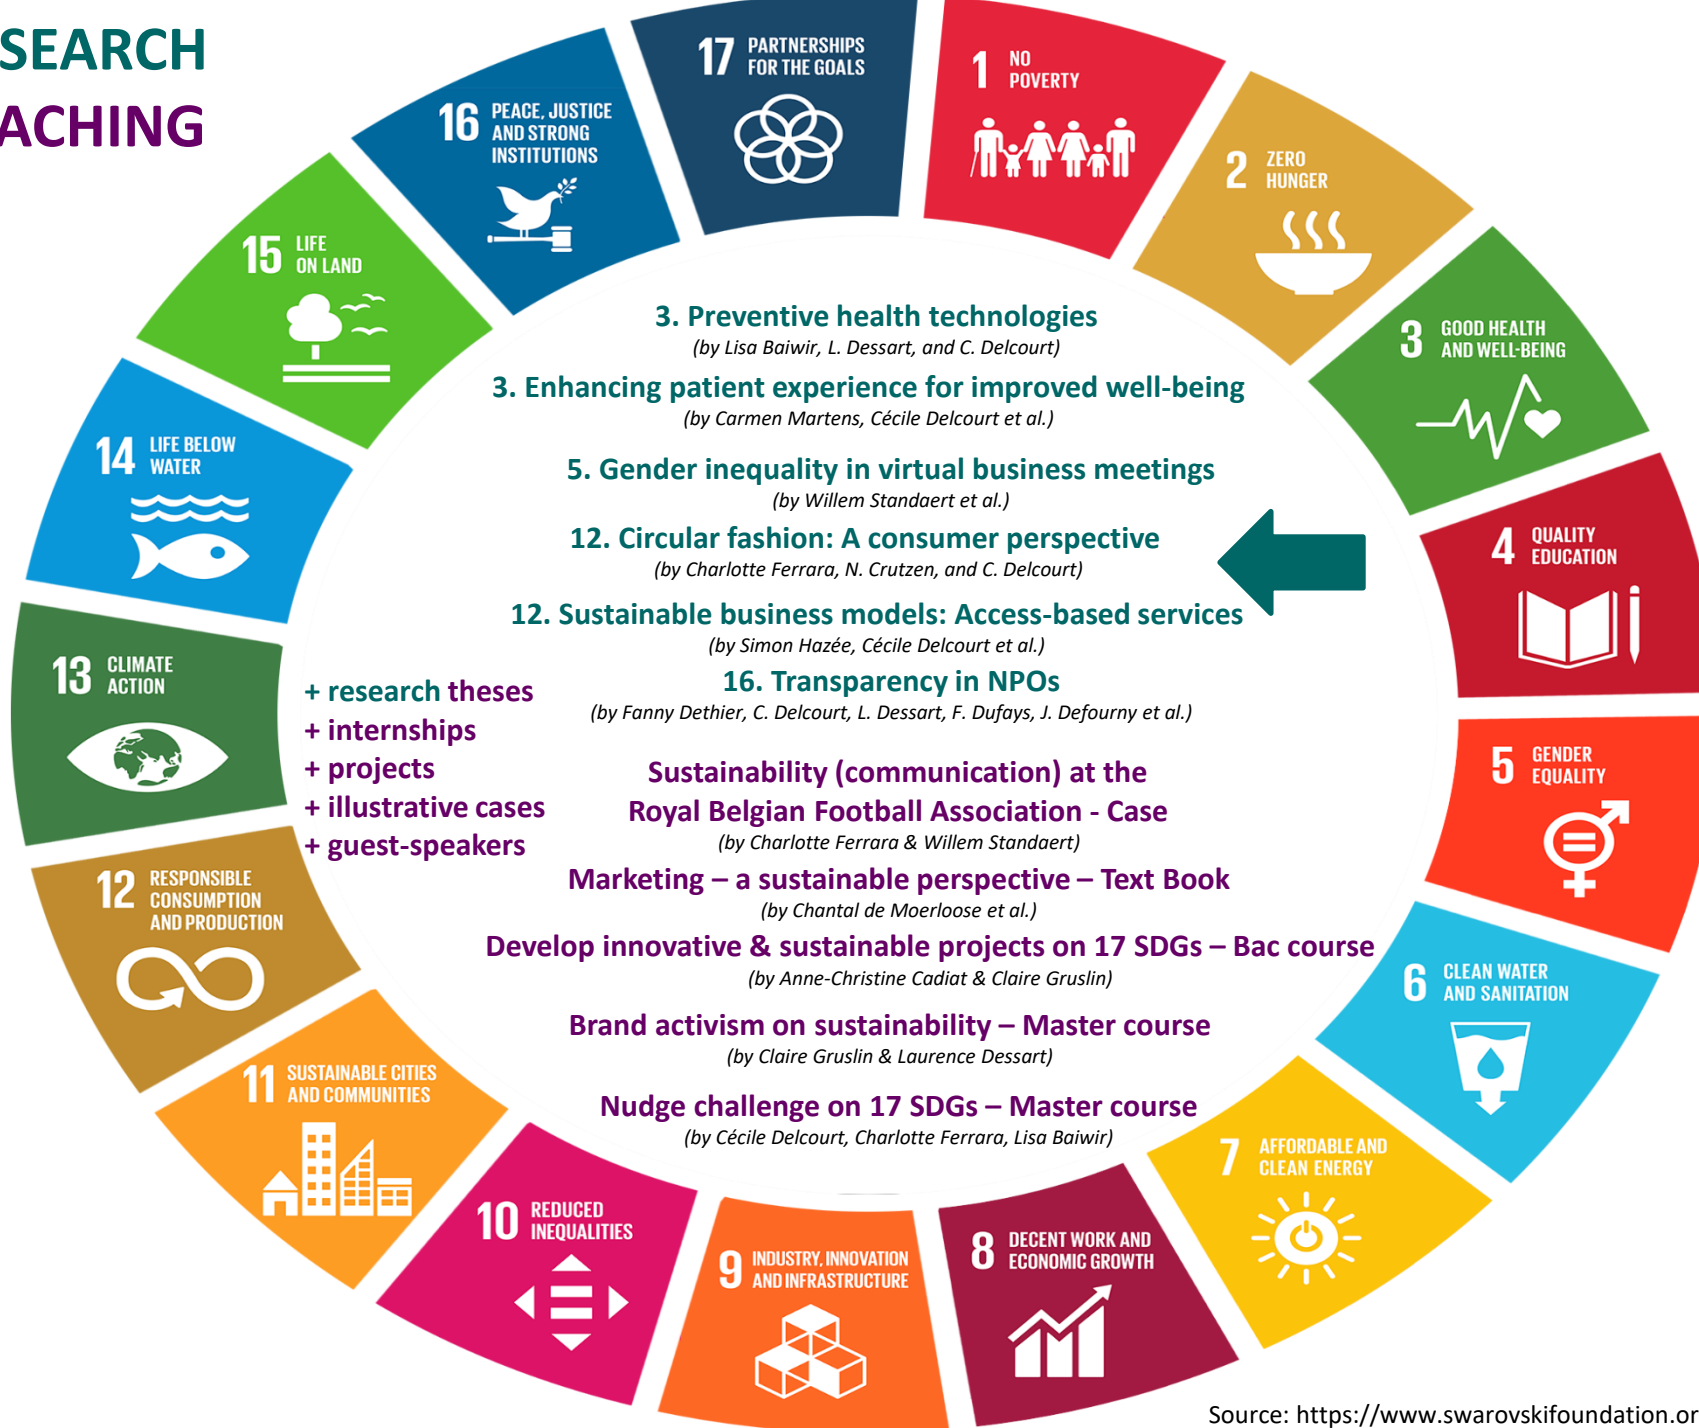 SEARCH
ACHING
17 PARTNERSHIPS
FOR THE GOALS
1 NO
POVERTY
2 ZERO
HUNGER
3 GOOD HEALTH
AND WELL-BEING
4 QUALITY
EDUCATION
5 GENDER
EQUALITY
6 CLEAN WATER
AND SANITATION
7 AFFORDABLE AND
CLEAN ENERGY
8 DECENT WORK AND
ECONOMIC GROWTH
9 INDUSTRY, INNOVATION
AND INFRASTRUCTURE
10 REDUCED
INEQUALITIES
11 SUSTAINABLE CITIES
AND COMMUNITIES
12 RESPONSIBLE
CONSUMPTION
AND PRODUCTION
13 CLIMATE
ACTION
14 LIFE BELOW
WATER
15 LIFE
ON LAND
16 PEACE, JUSTICE
AND STRONG
INSTITUTIONS
3. Preventive health technologies
(by Lisa Baiwir, L. Dessart, and C. Delcourt)
3. Enhancing patient experience for improved well-being
(by Carmen Martens, Cécile Delcourt et al.)
5. Gender inequality in virtual business meetings
(by Willem Standaert et al.)
12. Circular fashion: A consumer perspective
(by Charlotte Ferrara, N. Crutzen, and C. Delcourt)
12. Sustainable business models: Access-based services
(by Simon Hazée, Cécile Delcourt et al.)
16. Transparency in NPOs
(by Fanny Dethier, C. Delcourt, L. Dessart, F. Dufays, J. Defourny et al.)
+ research theses
+ internships
+ projects
+ illustrative cases
+ guest-speakers
Sustainability (communication) at the
Royal Belgian Football Association - Case
(by Charlotte Ferrara & Willem Standaert)
Marketing – a sustainable perspective – Text Book
(by Chantal de Moerloose et al.)
Develop innovative & sustainable projects on 17 SDGs – Bac course
(by Anne-Christine Cadiat & Claire Gruslin)
Brand activism on sustainability – Master course
(by Claire Gruslin & Laurence Dessart)
Nudge challenge on 17 SDGs – Master course
(by Cécile Delcourt, Charlotte Ferrara, Lisa Baiwir)
Source: https://www.swarovskifoundation.or